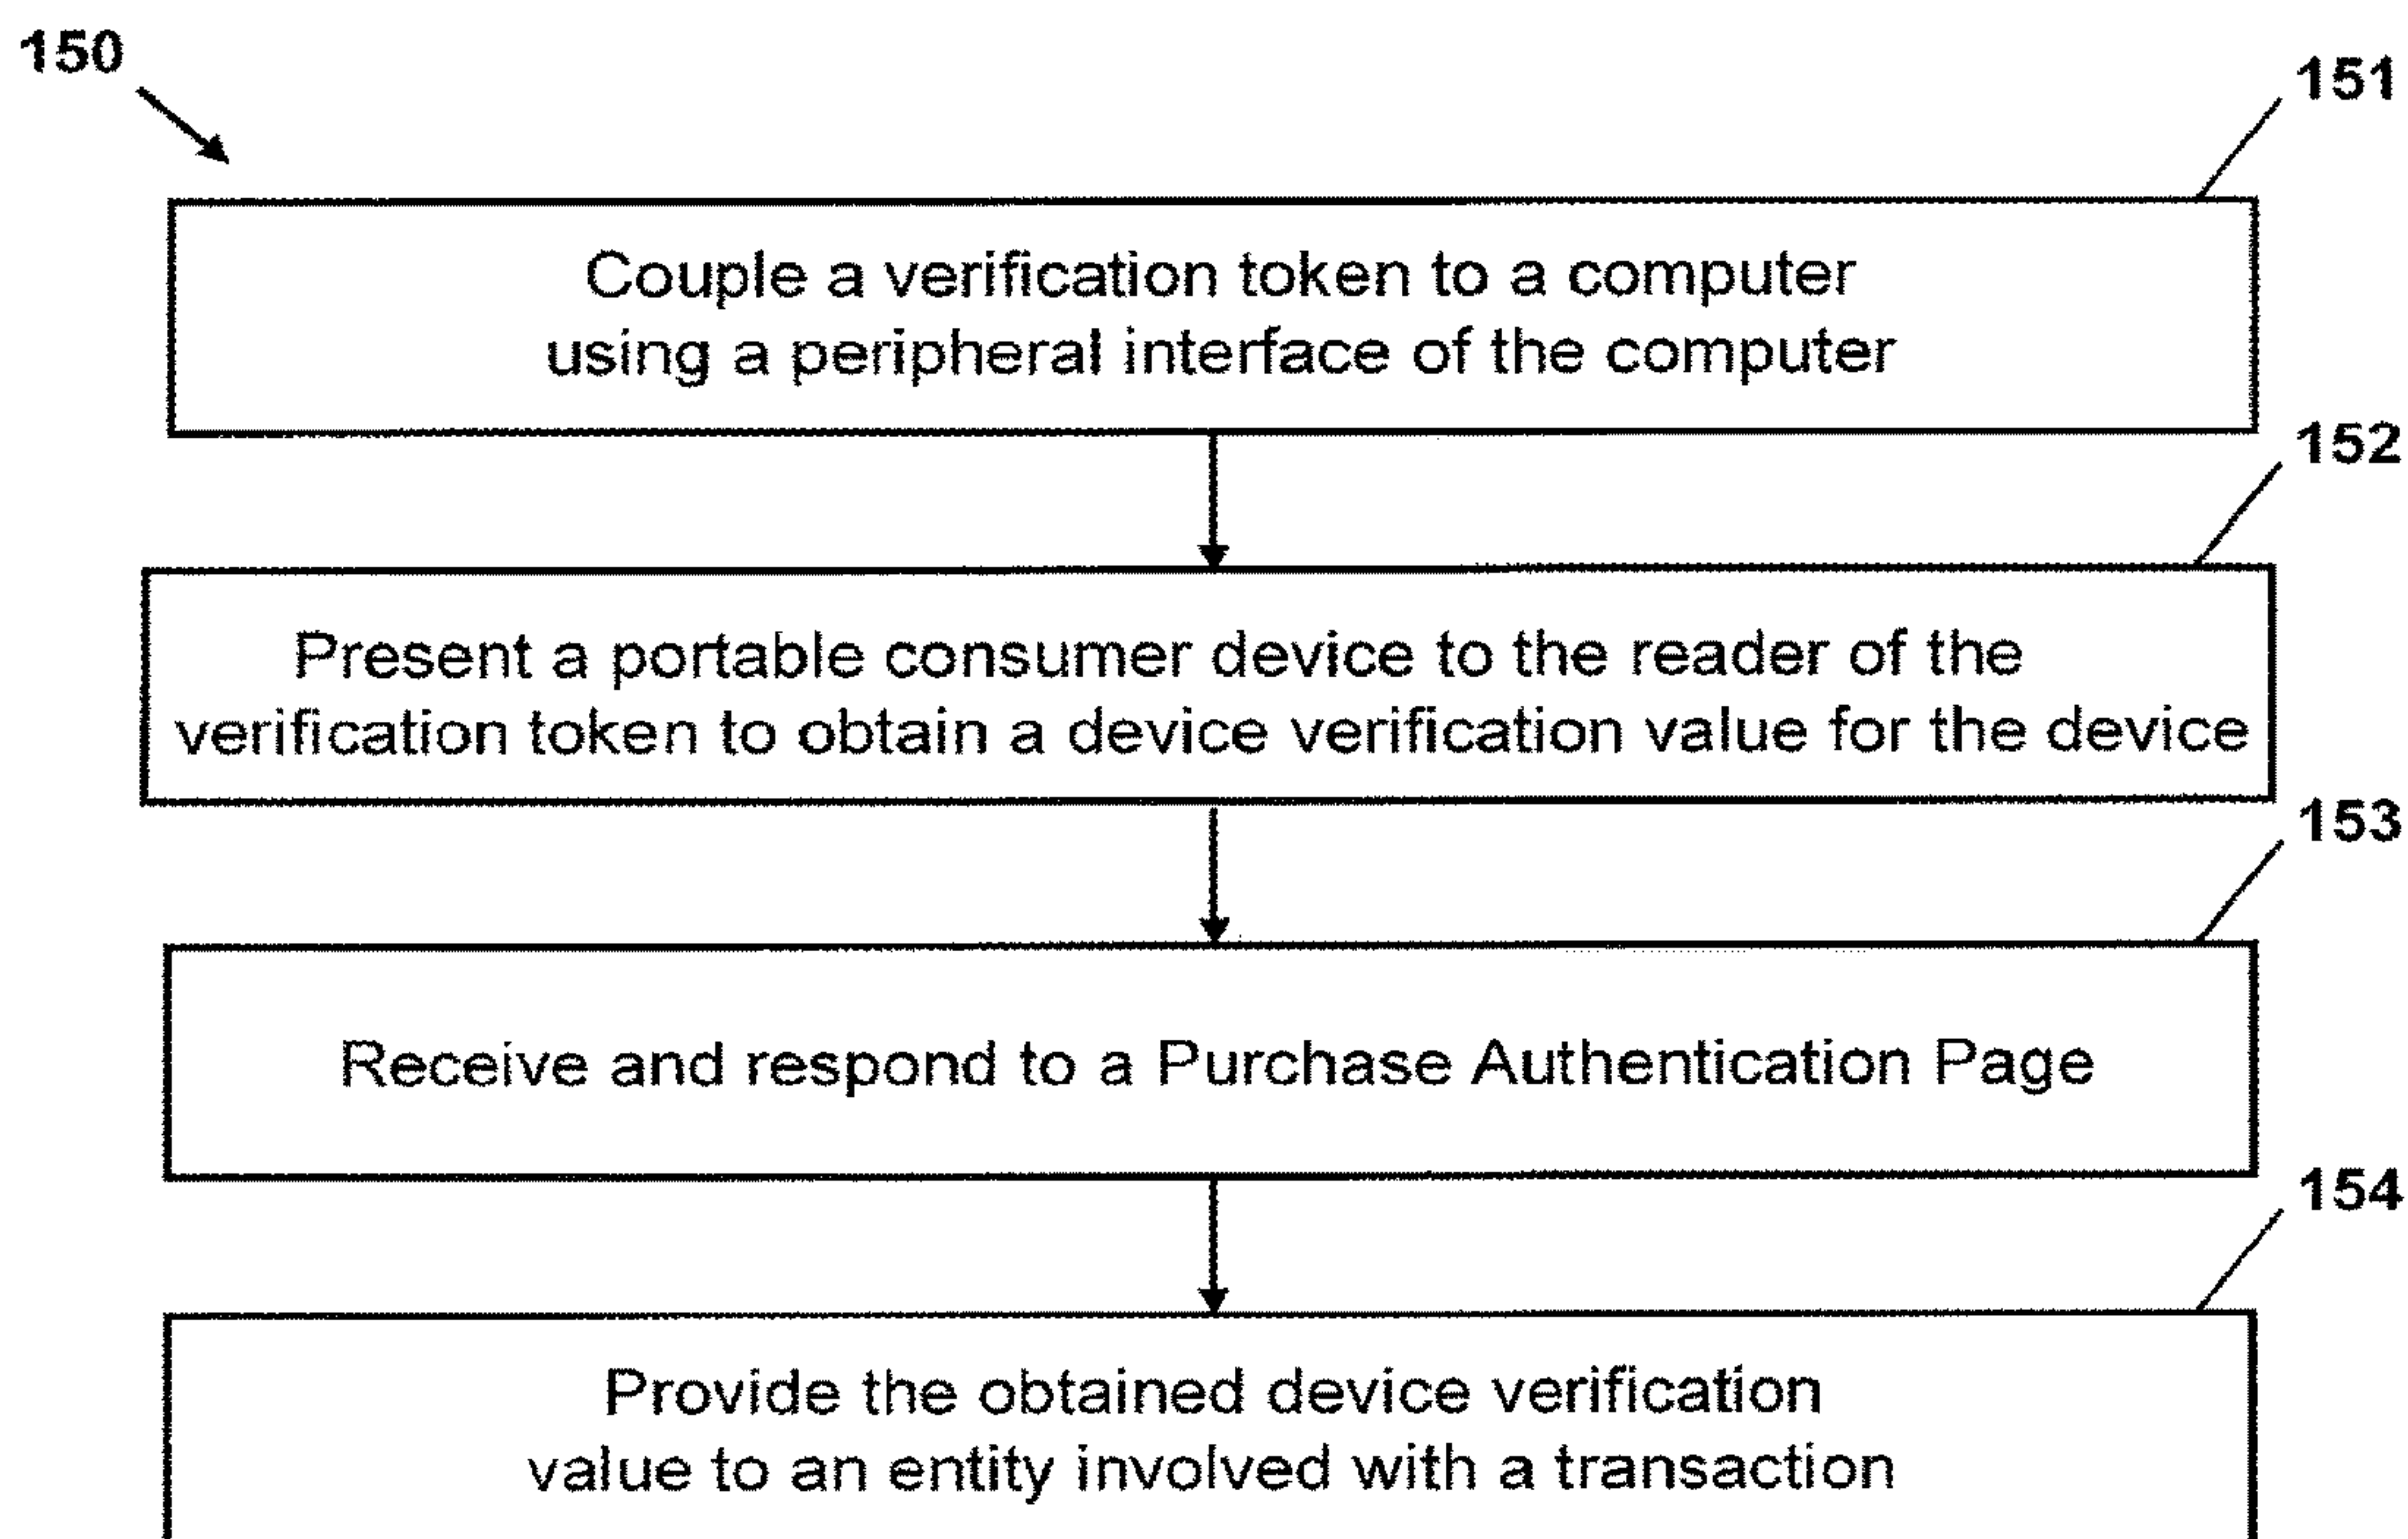 150
151
Couple a verification token to a computer
using a peripheral interface of the computer
152
Present a portable consumer device to the reader of the
verification token to obtain a device verification value for the device
153
Receive and respond to a Purchase Authentication Page
154
Provide the obtained device verification
value to an entity involved with a transaction